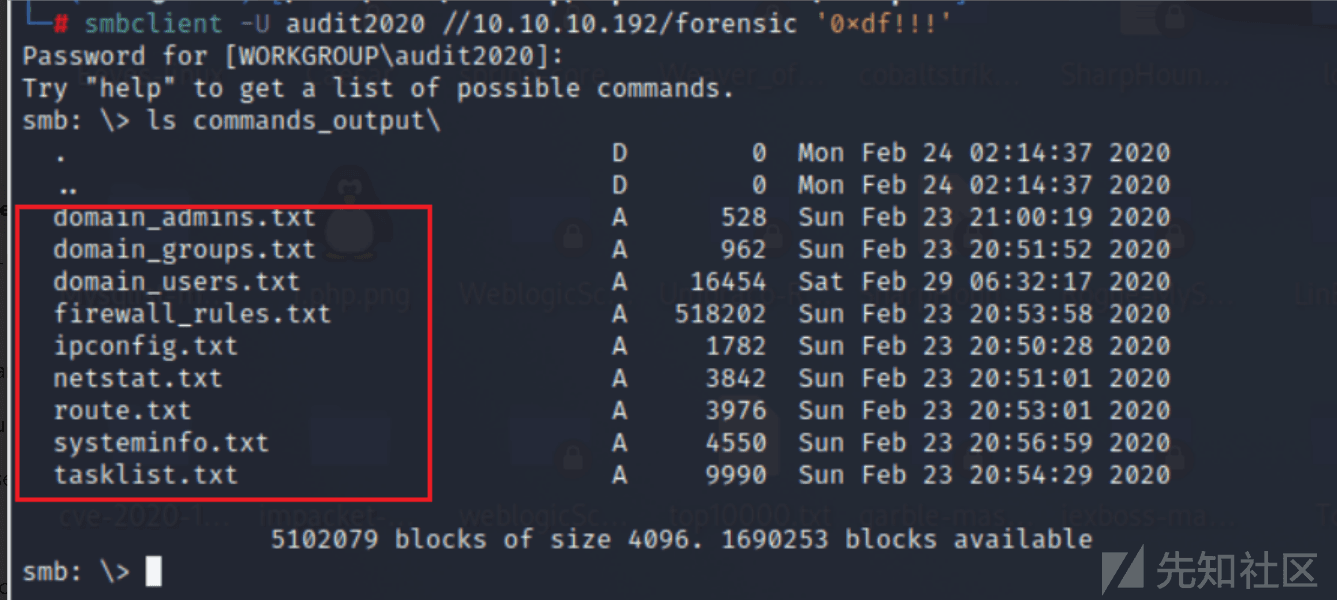 └─# smbclient -U audit2020 //10.10.10.192/forensic '0×df!!!'
Password for [WORKGROUP\audit2020]:
Try "help" to get a list of possible commands.
smb: \> ls commands_output\
. D 0 Mon Feb 24 02:14:37 2020
.. D 0 Mon Feb 24 02:14:37 2020
domain_admins.txt A 528 Sun Feb 23 21:00:19 2020
domain_groups.txt A 962 Sun Feb 23 20:51:52 2020
domain_users.txt A 16454 Sat Feb 29 06:32:17 2020
firewall_rules.txt A 518202 Sun Feb 23 20:53:58 2020
ipconfig.txt A 1782 Sun Feb 23 20:50:28 2020
netstat.txt A 3842 Sun Feb 23 20:51:01 2020
route.txt A 3976 Sun Feb 23 20:53:01 2020
systeminfo.txt A 4550 Sun Feb 23 20:56:59 2020
tasklist.txt A 9990 Sun Feb 23 20:54:29 2020
5102079 blocks of size 4096. 1690253 blocks available
smb: \>
先知社区